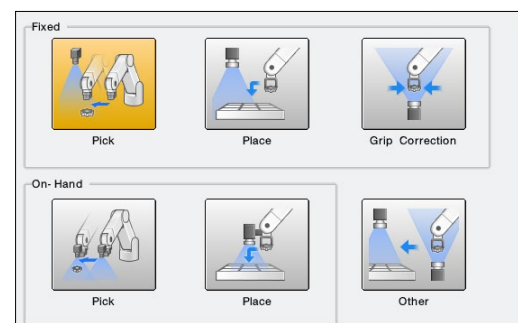 Fixed
Pick
Place
Grip Correction
On-Hand
Pick
Place
Other